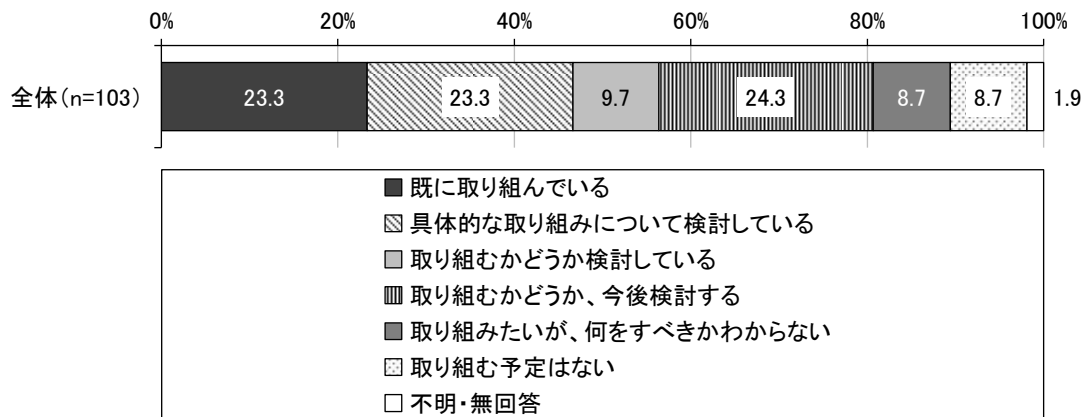 0% 20% 40% 60% 80% 100%
全体(n=103) 23.3 23.3 9.7 24.3 8.7 8.7 1.9
既に取り組んでいる
具体的な取り組みについて検討している
取り組むかどうか検討している
取り組むかどうか、今後検討する
取り組みたいが、何をすべきかわからない
取り組む予定はない
不明・無回答